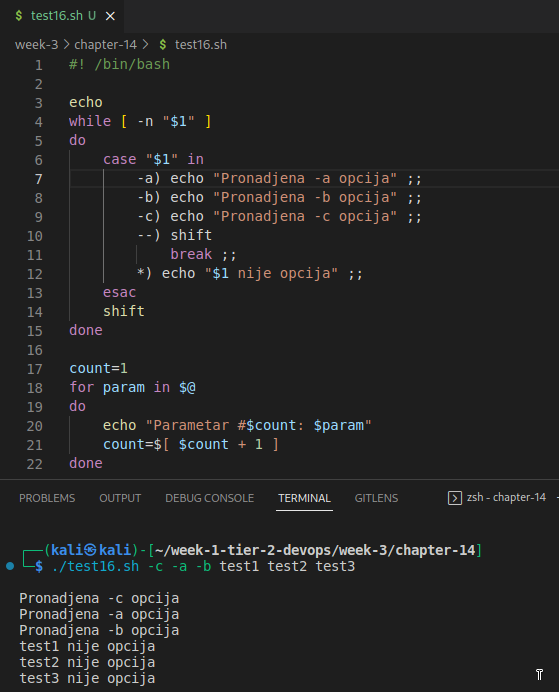 $ test16.sh U ×
week-3 > chapter-14 > $ test16.sh
1 #! /bin/bash
2
3 echo
4 while [ -n "$1" ]
5 do
6 case "$1" in
7 -a) echo "Pronadjena -a opcija" ;;
8 -b) echo "Pronadjena -b opcija" ;;
9 -c) echo "Pronadjena -c opcija" ;;
10 --) shift
11 break ;;
12 *) echo "$1 nije opcija" ;;
13 esac
14 shift
15 done
16
17 count=1
18 for param in $@
19 do
20 echo "Parametar #$count: $param"
21 count=$[ $count + 1 ]
22 done
PROBLEMS OUTPUT DEBUG CONSOLE TERMINAL GITLENS zsh - chapter-14
┌──(kali㉿kali)-[~/week-1-tier-2-devops/week-3/chapter-14]
└─$ ./test16.sh -c -a -b test1 test2 test3
Pronadjena -c opcija
Pronadjena -a opcija
Pronadjena -b opcija
test1 nije opcija
test2 nije opcija
test3 nije opcija